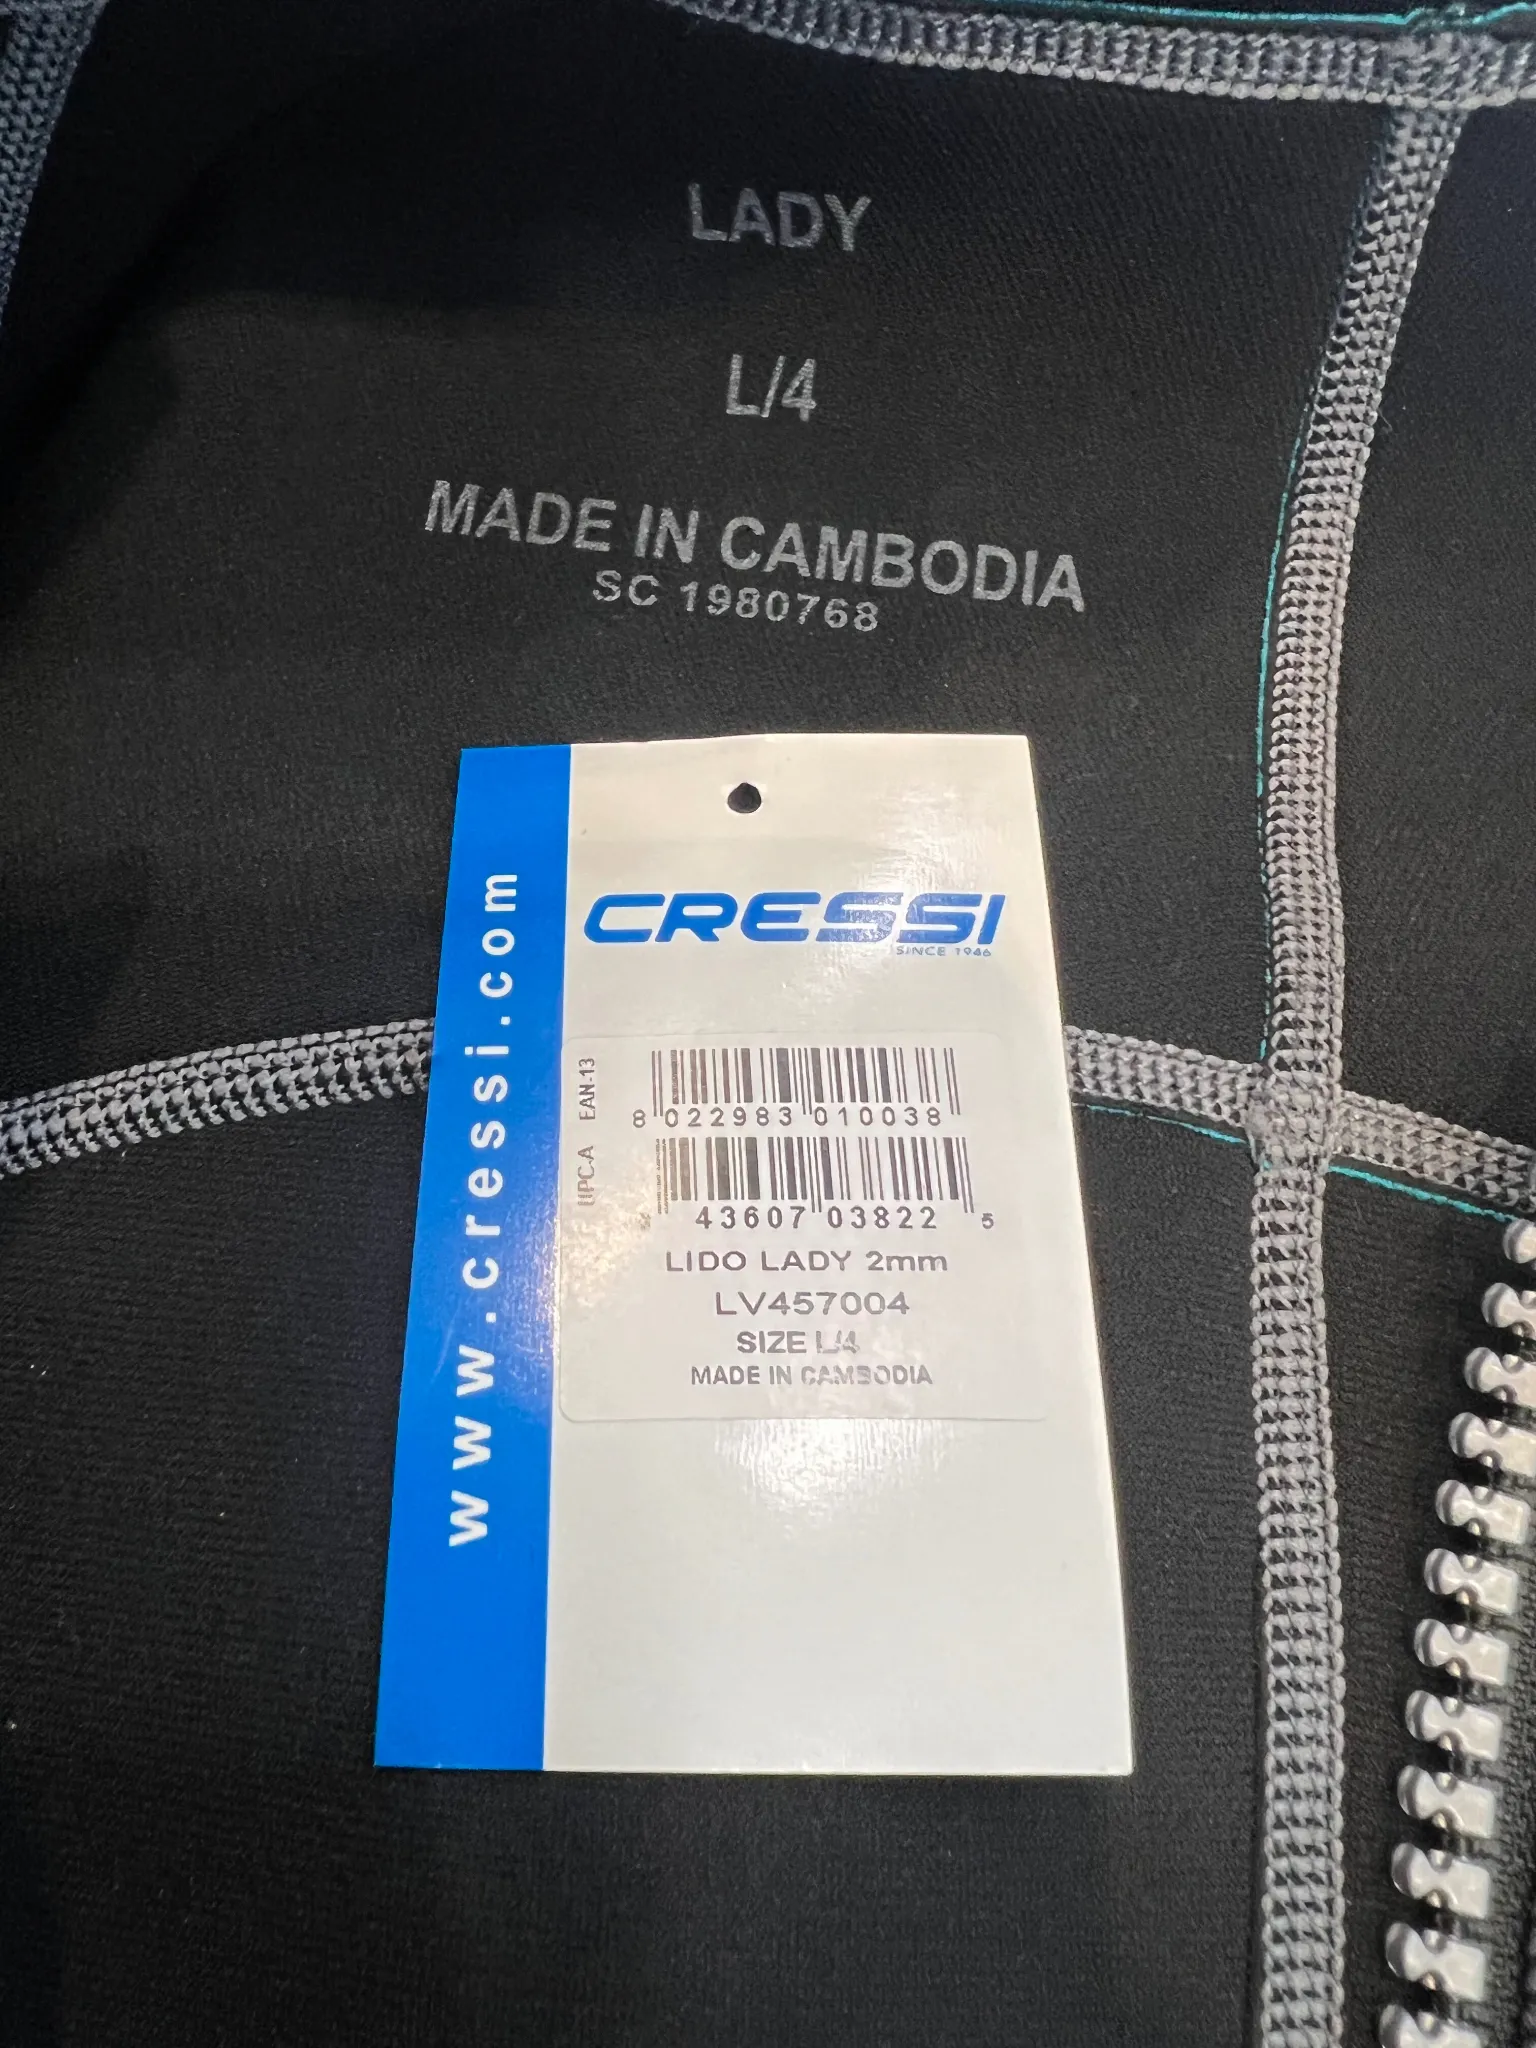 LADY
L/4
MADE IN CAMBODIA
SC 1980768
www.cressi.com
CRESSI
SINCE 1946
EAN-13
8 022983 010038
UPC-A
43607 03822 5
LIDO LADY 2mm
LV457004
SIZE L/4
MADE IN CAMBODIA